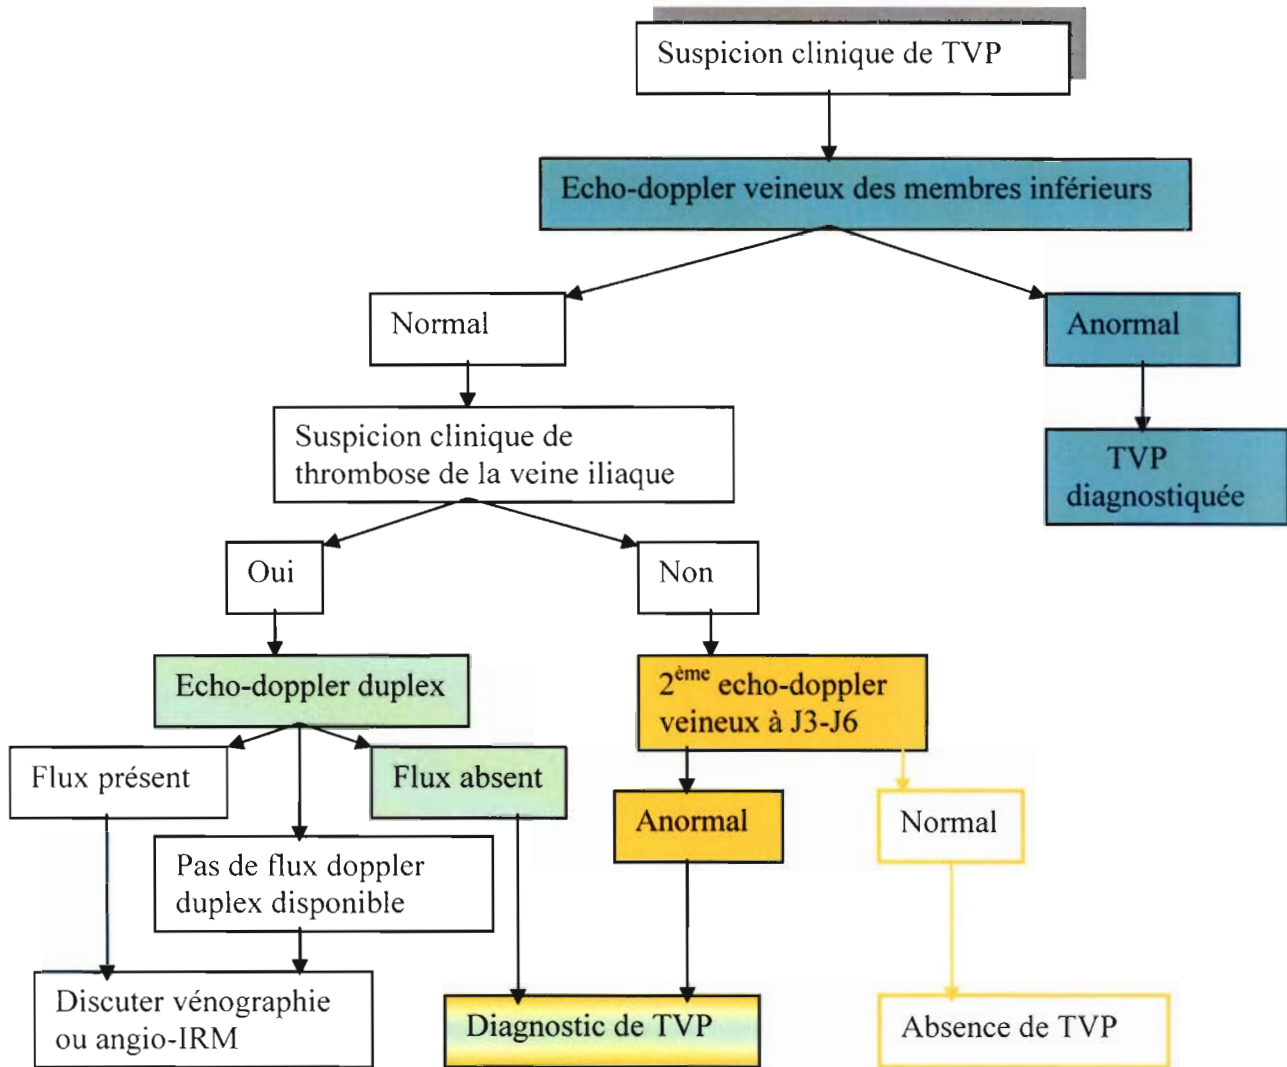 Suspicion clinique de TVP
Echo-doppler veineux des membres inférieurs
Normal
Anormal
Suspicion clinique de
thrombose de la veine iliaque
TVP
diagnostiquée
Oui
Non
Echo-doppler duplex
2ème echo-doppler
veineux à J3-J6
Flux présent
Flux absent
Anormal
Normal
Pas de flux doppler
duplex disponible
Discuter vénographie
ou angio-IRM
Diagnostic de TVP
Absence de TVP